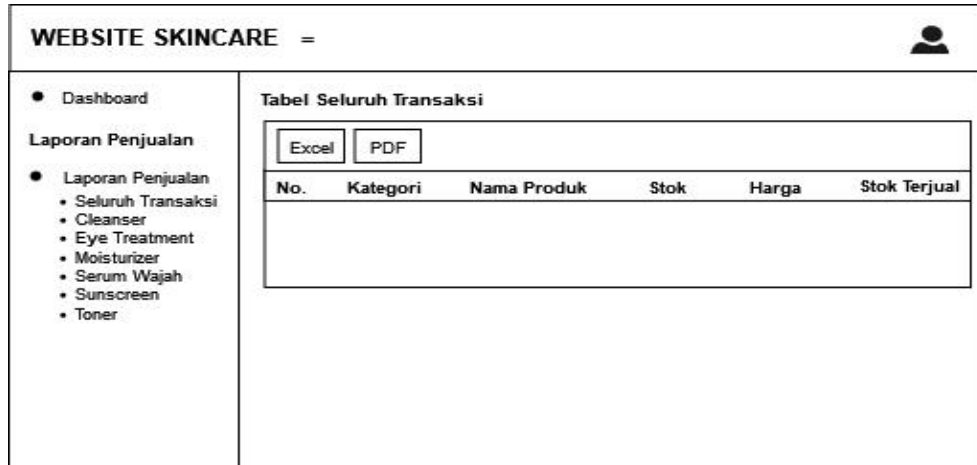 WEBSITE SKINCARE =
Dashboard
Laporan Penjualan
Laporan Penjualan
Seluruh Transaksi
Cleanser
Eye Treatment
Moisturizer
Serum Wajah
Sunscreen
Toner
Tabel Seluruh Transaksi
Excel PDF
No. Kategori Nama Produk Stok Harga Stok Terjual